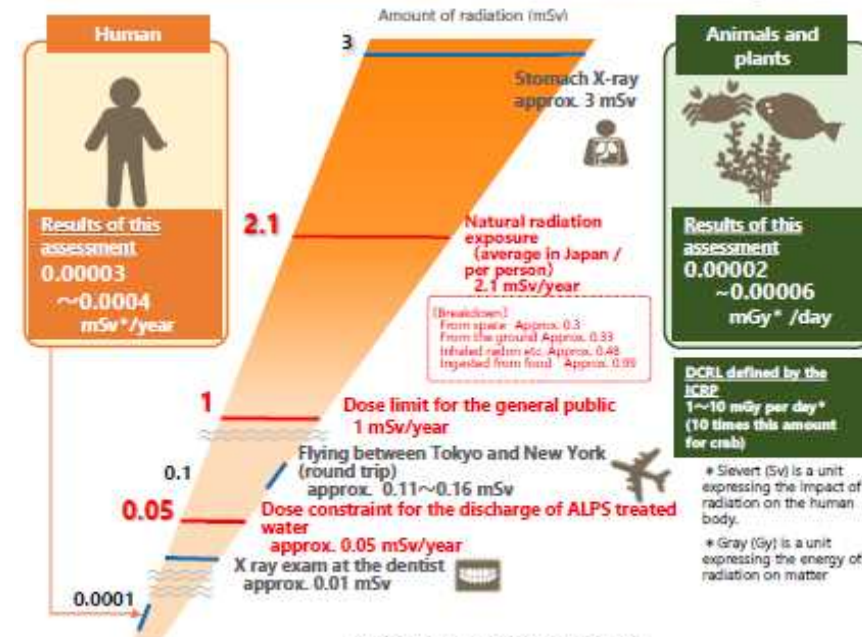 Amount of radiation (mSv)
Human
Results of this
assessment
0.00003
～0.0004
mSv*/year
3
Stomach X-ray
approx. 3 mSv
2.1
Natural radiation
exposure
(average in Japan /
per person)
2.1 mSv/year
[Breakdown]
From space Approx. 0.3
From the ground Approx. 0.33
Inhaled radon etc. Approx. 0.48
Ingested from food Approx. 0.99
1
Dose limit for the general public
1 mSv/year
Flying between Tokyo and New York
(round trip)
approx. 0.11～0.16 mSv
0.1
0.05
Dose constraint for the discharge of ALPS treated
water
approx. 0.05 mSv/year
X ray exam at the dentist
approx. 0.01 mSv
0.0001
Animals and
plants
Results of this
assessment
0.00002
~0.00006
mGy* /day
DCRL defined by the
ICRP
1～10 mGy per day*
(10 times this amount
for crab)
* Sievert (Sv) is a unit
expressing the impact of
radiation on the human
body.
* Gray (Gy) is a unit
expressing the energy of
radiation on matter